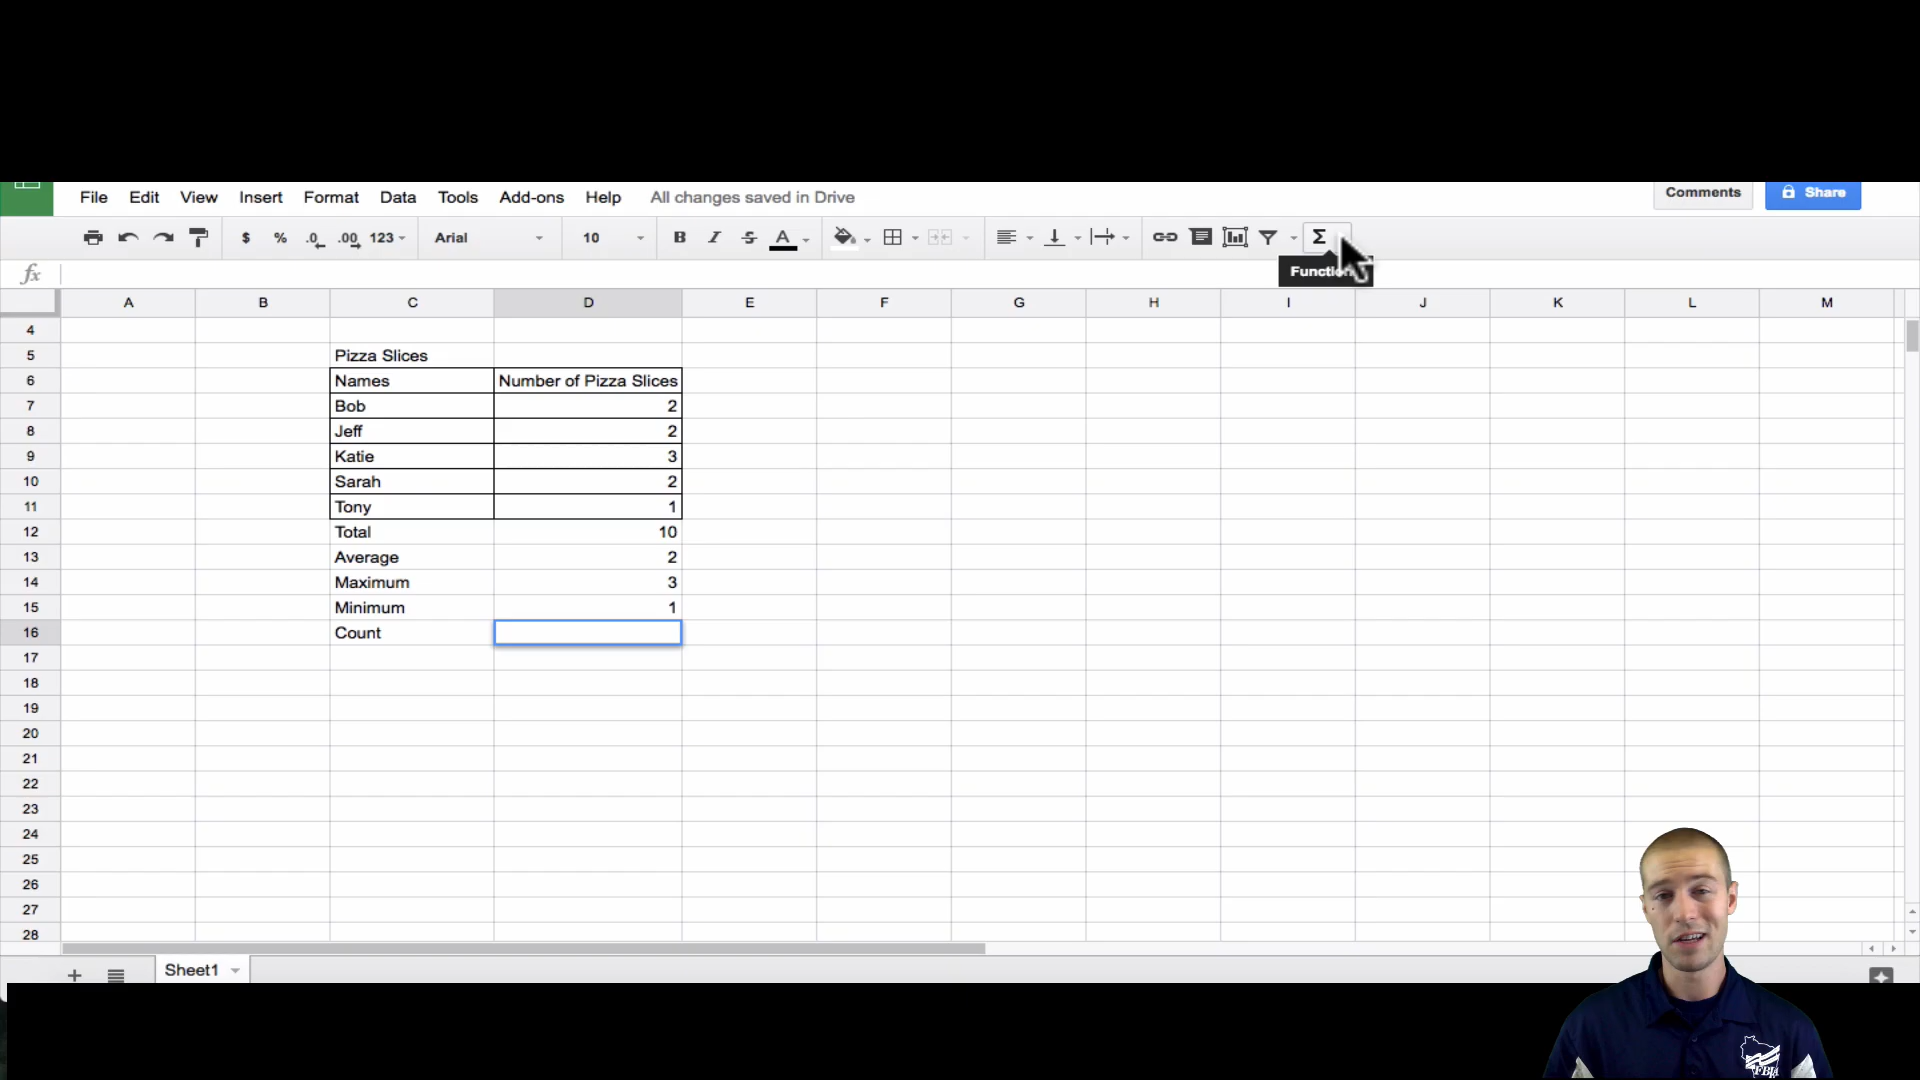 File Edit View Insert Format Data Tools Add-ons Help All changes saved in Drive Comments Share
$ % .0 .00 123 Arial 10 B I S A Σ
fx Function
A B C D E F G H I J K L M
4
5 Pizza Slices
6 Names Number of Pizza Slices
7 Bob 2
8 Jeff 2
9 Katie 3
10 Sarah 2
11 Tony 1
12 Total 10
13 Average 2
14 Maximum 3
15 Minimum 1
16 Count
17
18
19
20
21
22
23
24
25
26
27
28
Sheet1
FBLA